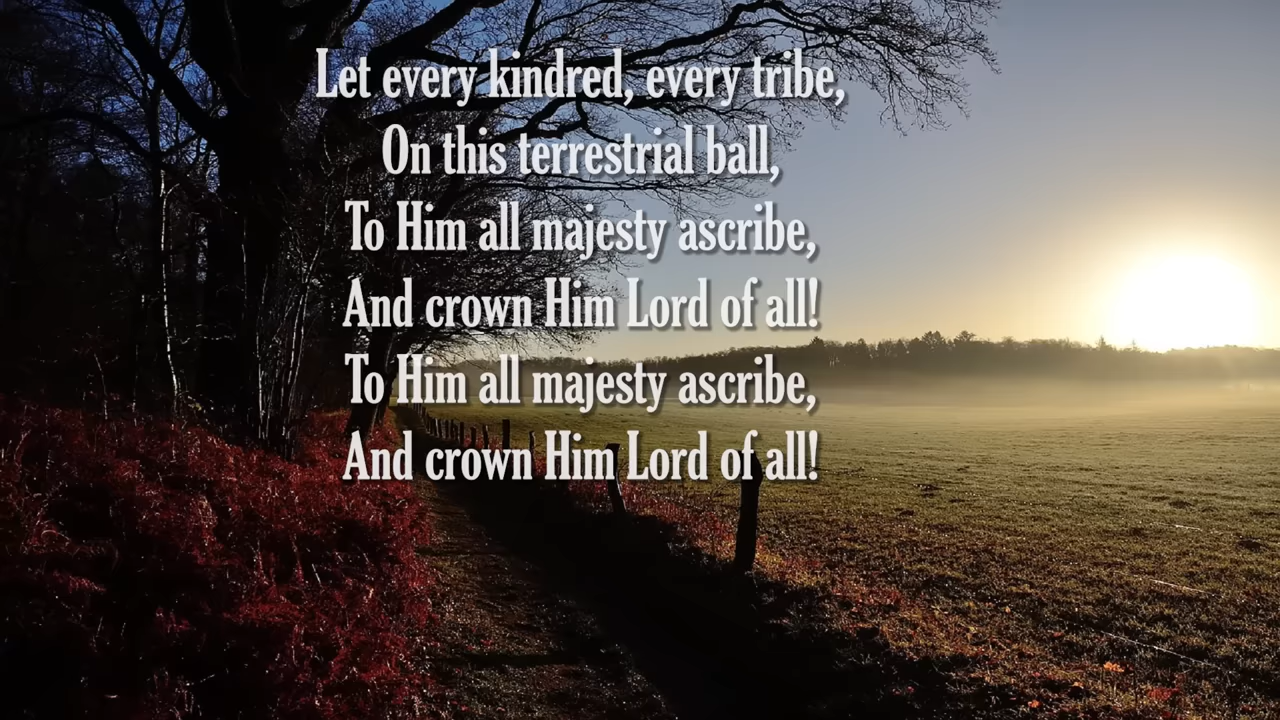 Let every kindred, every tribe,
On this terrestrial ball,
To Him all majesty ascribe,
And crown Him Lord of all!
To Him all majesty ascribe,
And crown Him Lord of all!